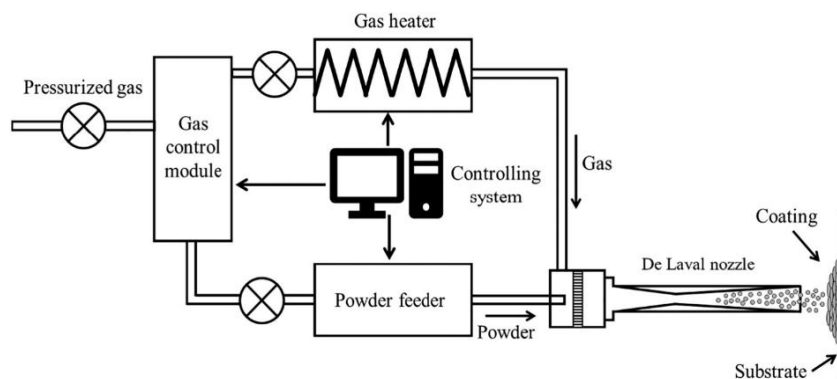 Gas heater
Pressurized gas
Gas
control
module
Controlling
system
Gas
Coating
De Laval nozzle
Powder feeder
Powder
Substrate